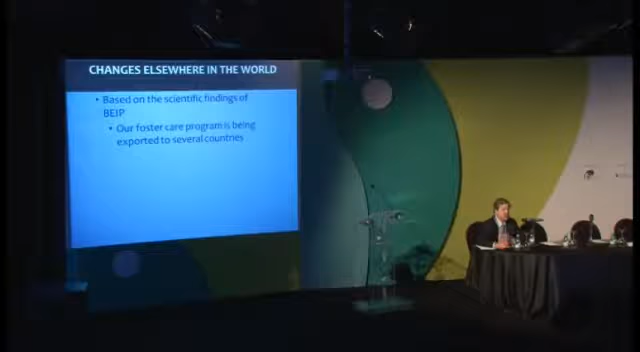 CHANGES ELSEWHERE IN THE WORLD
• Based on the scientific findings of
BEIP
• Our foster care program is being
exported to several countries